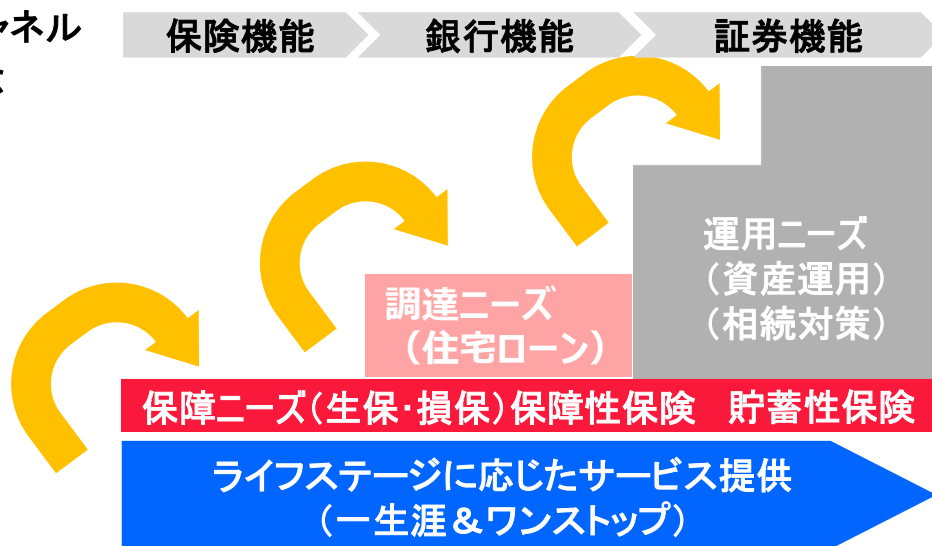 ャネル
保険機能
銀行機能
証券機能
運用ニーズ
（資産運用）
（相続対策）
調達ニーズ
（住宅ローン）
保障ニーズ（生保・損保）保障性保険　貯蓄性保険
ライフステージに応じたサービス提供
（一生涯＆ワンストップ）